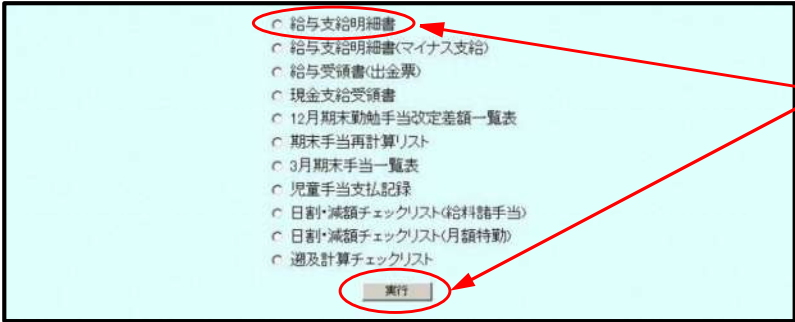 給与支給明細書
給与支給明細書(マイナス支給)
給与受領書(出金票)
現金支給受領書
12月期末勤勉手当改定差額一覧表
期末手当再計算リスト
3月期末手当一覧表
児童手当支払記録
日割・減額チェックリスト(給料諸手当)
日割・減額チェックリスト(月額特勤)
遡及計算チェックリスト
実行